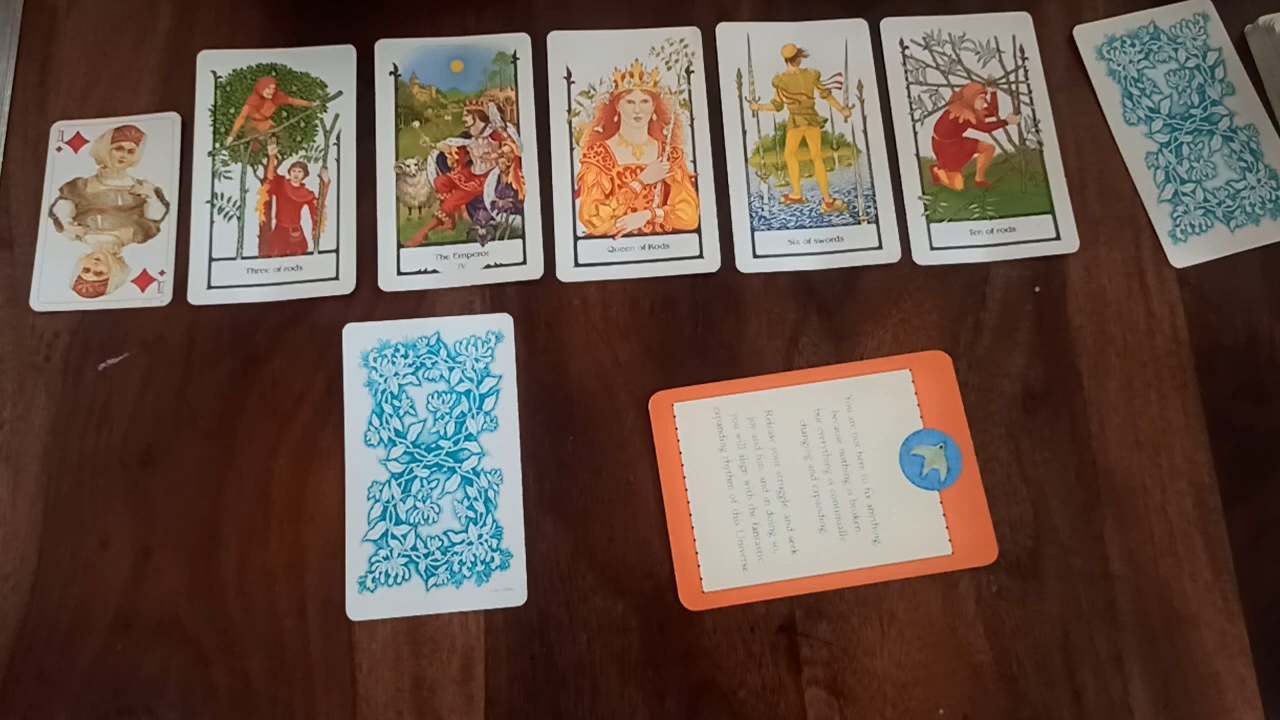 1
1
Three of rods
The Emperor
IV
Queen of Rods
Six of swords
Ten of rods
You are not here to fix anything,
because nothing is broken,
but everything is continually
changing and expanding.
Release your struggle and seek
joy and fun, and in doing so,
you will align with the fantastic
expanding rhythm of this Universe